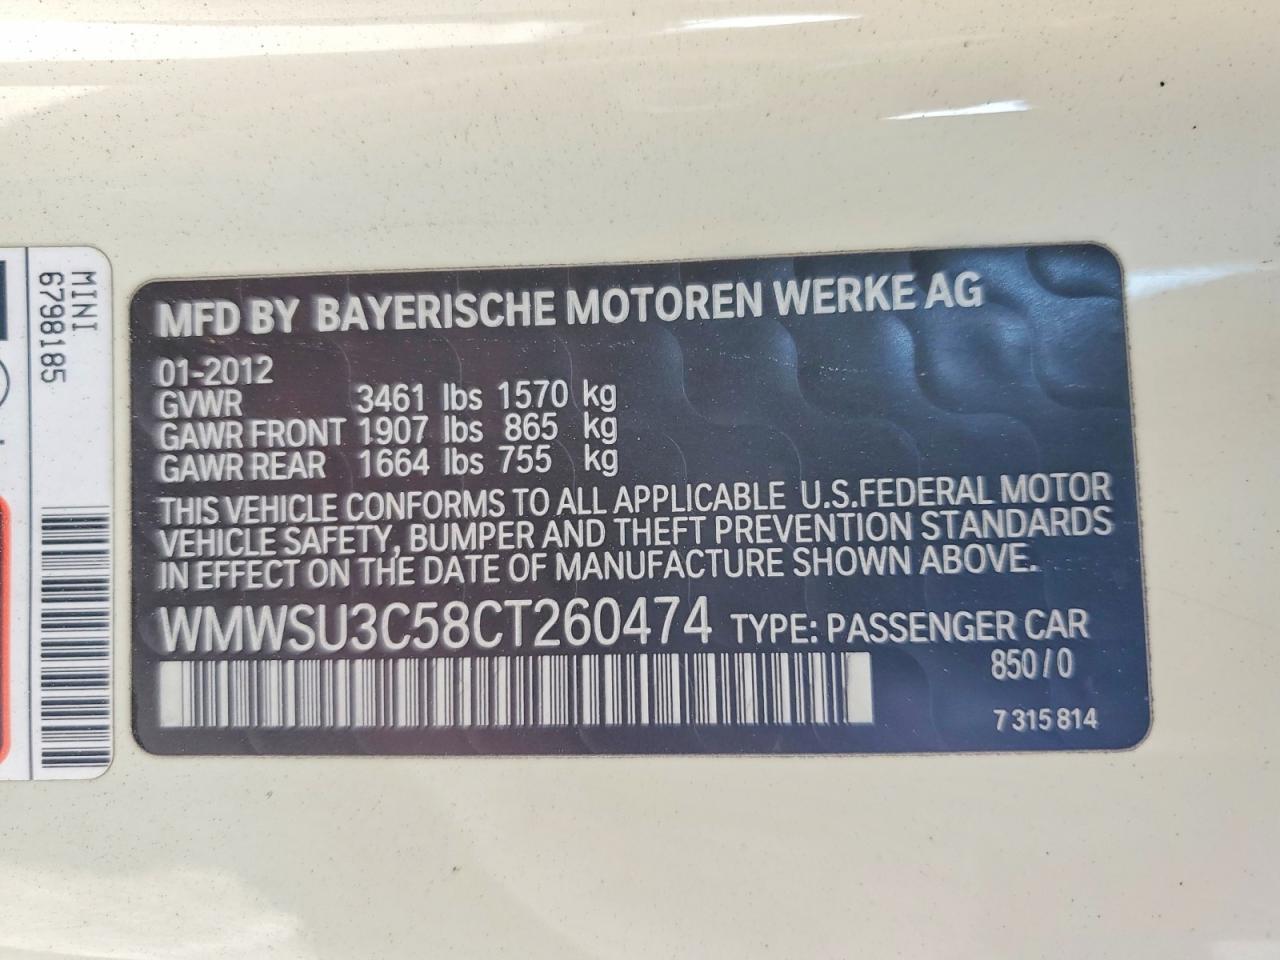 MFD BY BAYERISCHE MOTOREN WERKE AG
01-2012
GVWR 3461 lbs 1570 kg
GAWR FRONT 1907 lbs 865 kg
GAWR REAR 1664 lbs 755 kg
THIS VEHICLE CONFORMS TO ALL APPLICABLE U.S.FEDERAL MOTOR
VEHICLE SAFETY, BUMPER AND THEFT PREVENTION STANDARDS
IN EFFECT ON THE DATE OF MANUFACTURE SHOWN ABOVE.
WMWSU3C58CT260474 TYPE: PASSENGER CAR
850/0
7 315 814
MINI
6798185